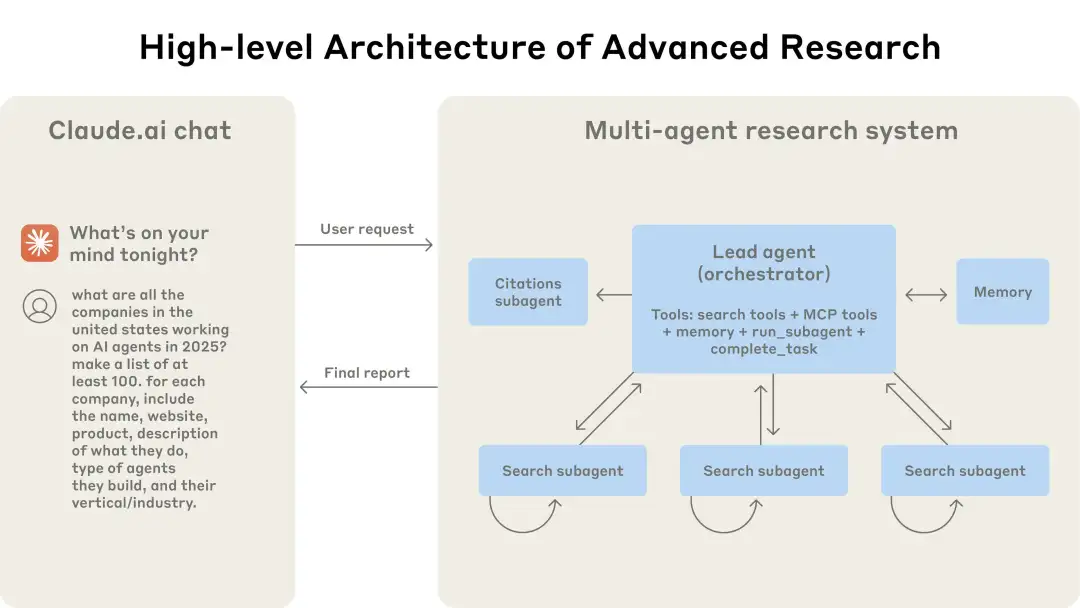 High-level Architecture of Advanced Research
Claude.ai chat
What's on your
mind tonight?
what are all the
companies in the
united states working
on AI agents in 2025?
make a list of at
least 100. for each
company, include
the name, website,
product, description
of what they do,
type of agents
they build, and their
vertical/industry.
User request
Final report
Multi-agent research system
Citations
subagent
Lead agent
(orchestrator)
Tools: search tools + MCP tools
+ memory + run_subagent +
complete_task
Memory
Search subagent
Search subagent
Search subagent